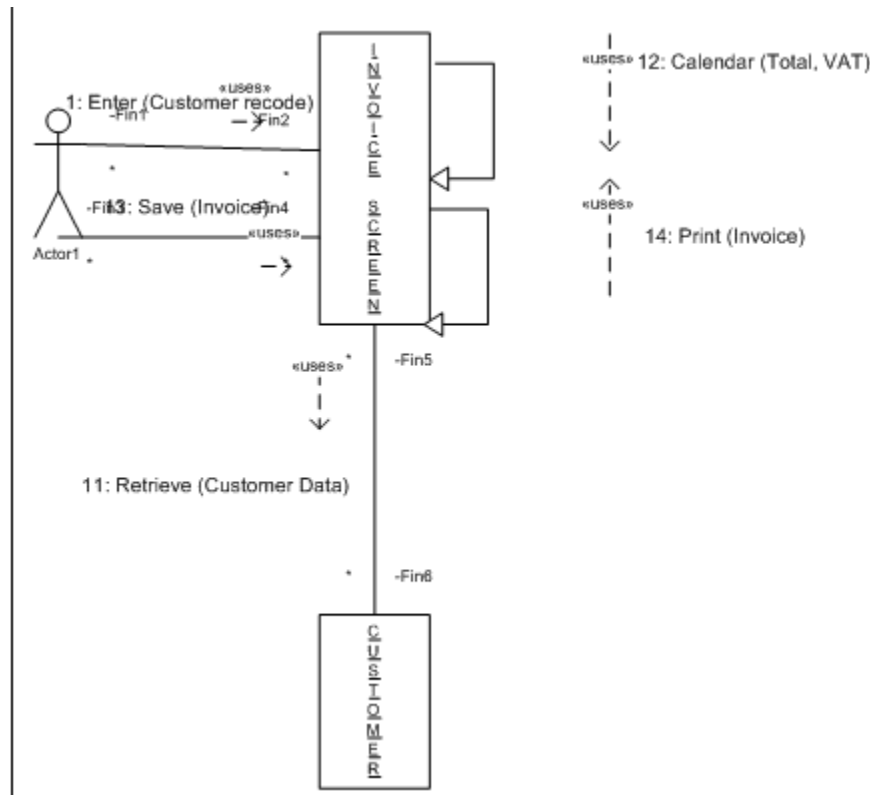 «uses»
12: Calendar (Total, VAT)
«uses»
1: Enter (Customer recode)
-Fin1
-Fin2
INVOICE SCREEN
*
*
«uses»
-Fin3
13: Save (Invoice)
-Fin4
14: Print (Invoice)
«uses»
Actor1
*
*
«uses»
*
-Fin5
11: Retrieve (Customer Data)
*
-Fin6
CUSTOMER